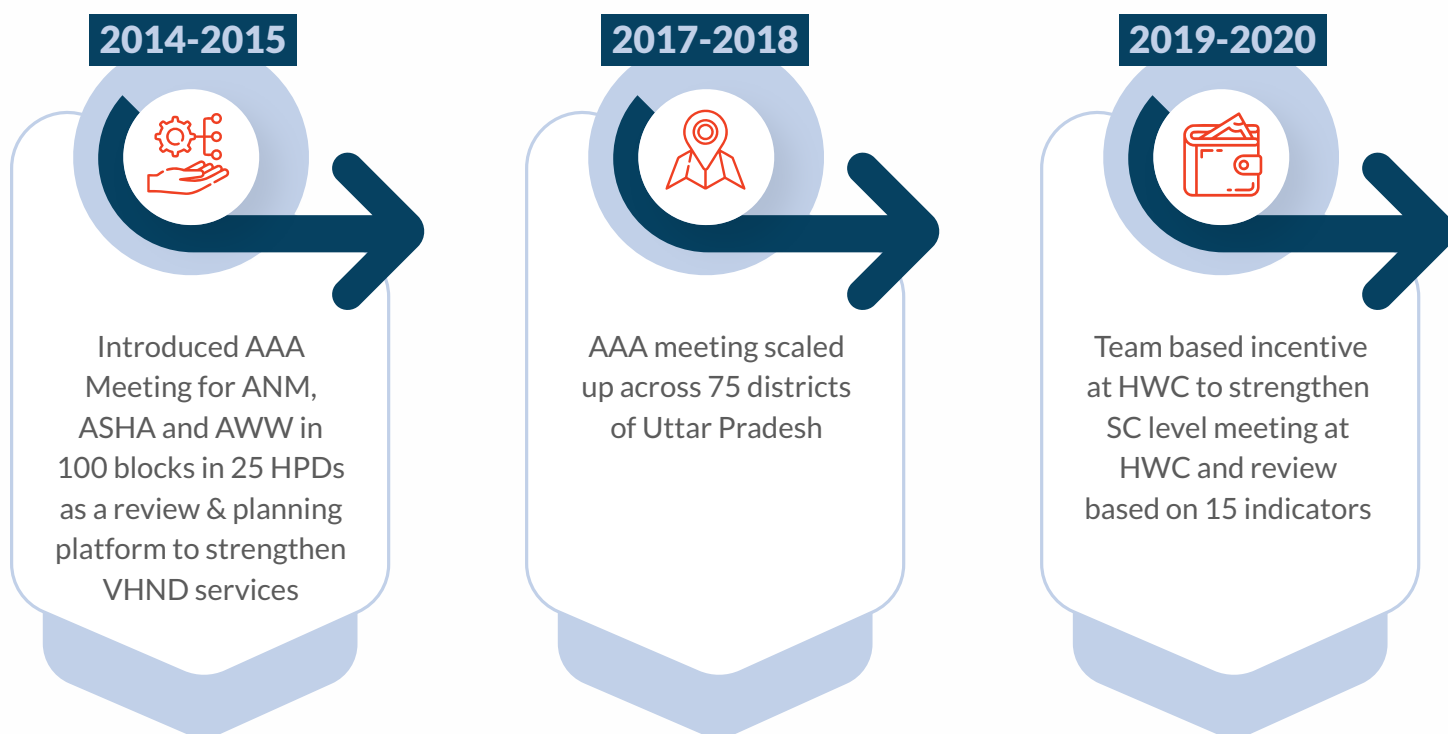 2014-2015
Introduced AAA
Meeting for ANM,
ASHA and AWW in
100 blocks in 25 HPDs
as a review & planning
platform to strengthen
VHND services
2017-2018
AAA meeting scaled
up across 75 districts
of Uttar Pradesh
2019-2020
Team based incentive
at HWC to strengthen
SC level meeting at
HWC and review
based on 15 indicators